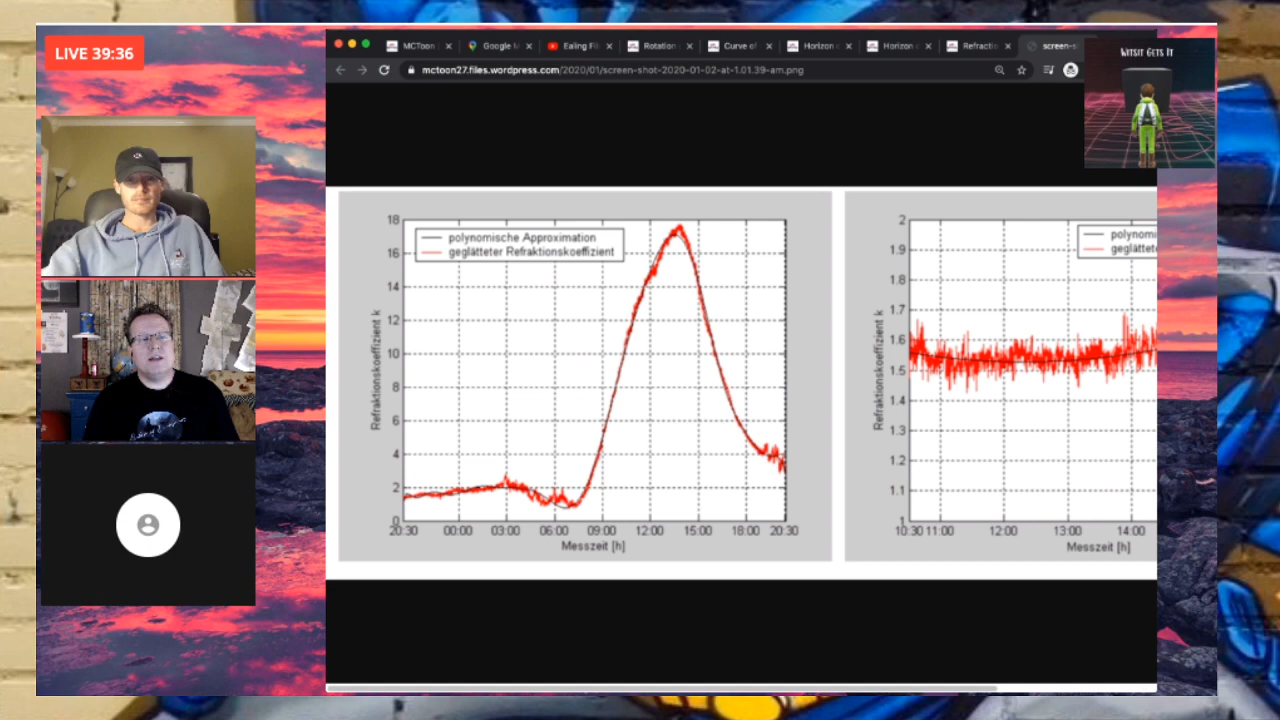 LIVE 39:36
MCToon
Google M
Ealing Fi
Rotation
Curve of
Horizon
Horizon
Refractio
screen-s
mctoon27.files.wordpress.com/2020/01/screen-shot-2020-01-02-at-1.01.39-am.png
WITSIT GETS IT
18
16
14
12
10
8
6
4
2
0
Refraktionskoeffizient k
polynomische Approximation
geglätteter Refraktionskoeffizient
20:30 00:00 03:00 06:00 09:00 12:00 15:00 18:00 20:30
Messzeit [h]
2
1.9
1.8
1.7
1.6
1.5
1.4
1.3
1.2
1.1
1
Refraktionskoeffizient k
polynomi
geglätte
10:30 11:00 12:00 13:00 14:00
Messzeit [h]